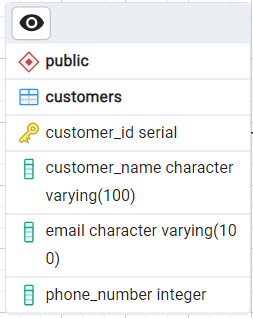 public
customers
customer_id serial
customer_name character
varying(100)
email character varying(10
0)
phone_number integer